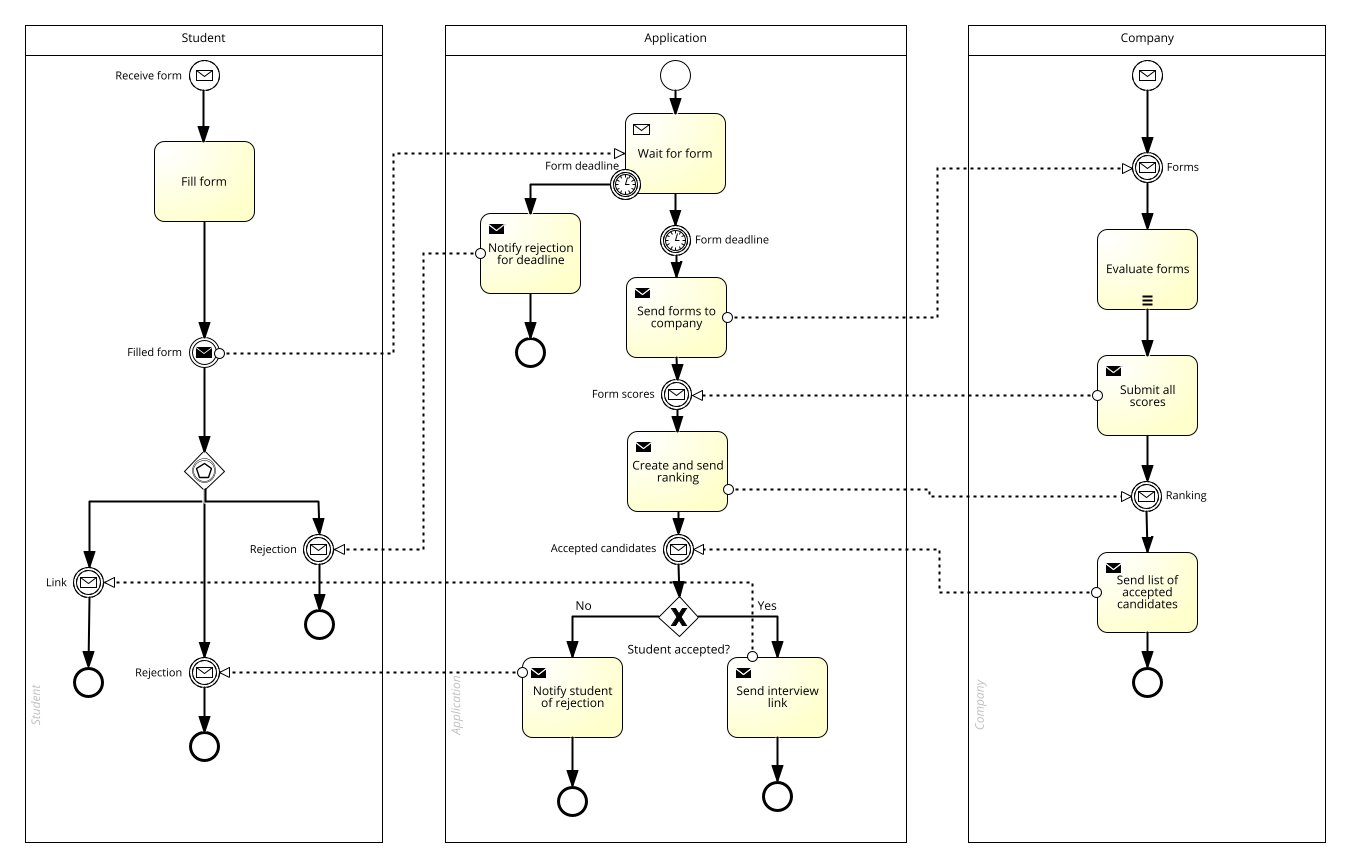 Student
Application
Company
Receive form
Fill form
Filled form
Rejection
Link
Rejection
Student
Wait for form
Form deadline
Notify rejection
for deadline
Form deadline
Send forms to
company
Form scores
Create and send
ranking
Accepted candidates
No
Yes
Student accepted?
Notify student
of rejection
Send interview
link
Application
Forms
Evaluate forms
Submit all
scores
Ranking
Send list of
accepted
candidates
Company